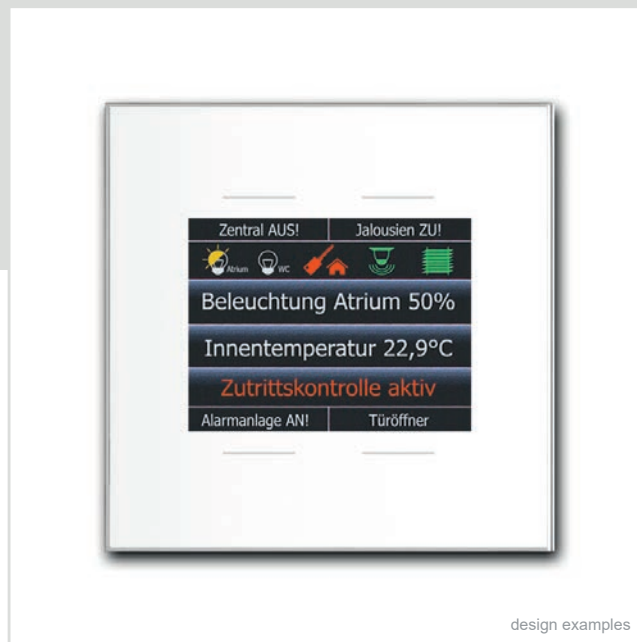 Zentral AUS! Jalousien ZU!
Atrium WC
Beleuchtung Atrium 50%
Innentemperatur 22,9°C
Zutrittskontrolle aktiv
Alarmanlage AN! Türöffner
design examples